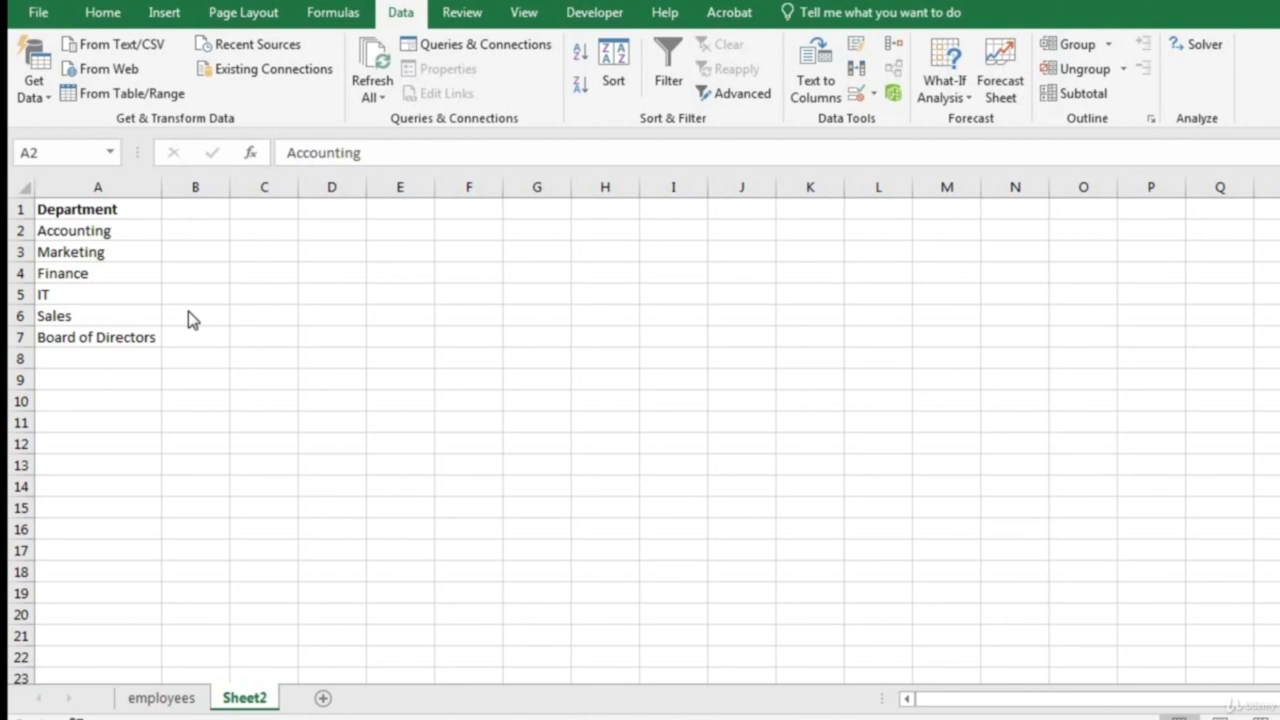 File Home Insert Page Layout Formulas Data Review View Developer Help Acrobat Tell me what you want to do
From Text/CSV Recent Sources Queries & Connections Clear Group Solver
From Web Existing Connections Properties Reapply Ungroup
From Table/Range Edit Links Advanced Subtotal
Get Data Refresh All Sort Filter Text to Columns What-If Analysis Forecast Sheet
Get & Transform Data Queries & Connections Sort & Filter Data Tools Forecast Outline Analyze
A2 fx Accounting
A B C D E F G H I J K L M N O P Q
1 Department
2 Accounting
3 Marketing
4 Finance
5 IT
6 Sales
7 Board of Directors
8
9
10
11
12
13
14
15
16
17
18
19
20
21
22
23
employees Sheet2
Udemy